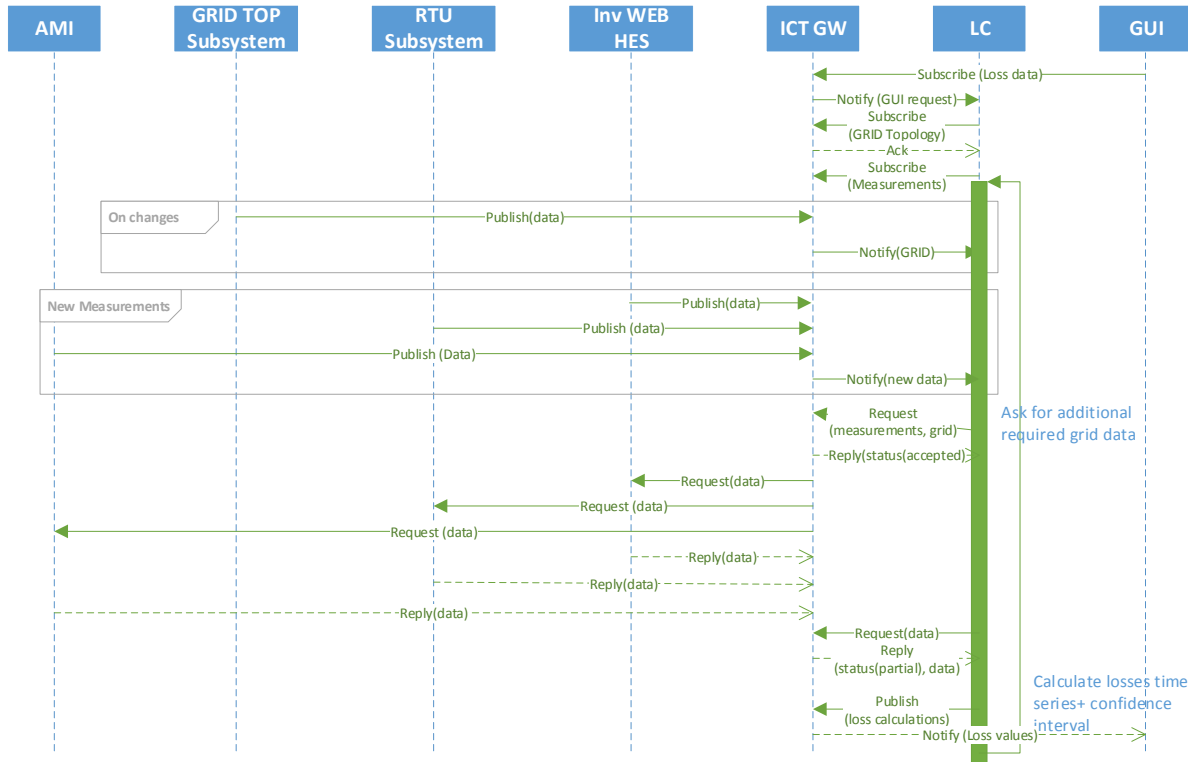 AMI
GRID TOP
Subsystem
RTU
Subsystem
Inv WEB
HES
ICT GW
LC
GUI
Subscribe (Loss data)
Notify (GUI request)
Subscribe
(GRID Topology)
Ack
Subscribe
(Measurements)
On changes
Publish(data)
Notify(GRID)
New Measurements
Publish(data)
Publish (data)
Publish (Data)
Notify(new data)
Request
(measurements, grid)
Ask for additional
required grid data
Reply(status(accepted)
Request(data)
Request (data)
Request (data)
Reply(data)
Reply(data)
Reply(data)
Request(data)
Reply
(status(partial), data)
Calculate losses time
series+ confidence
interval
Publish
(loss calculations)
Notify (Loss values)